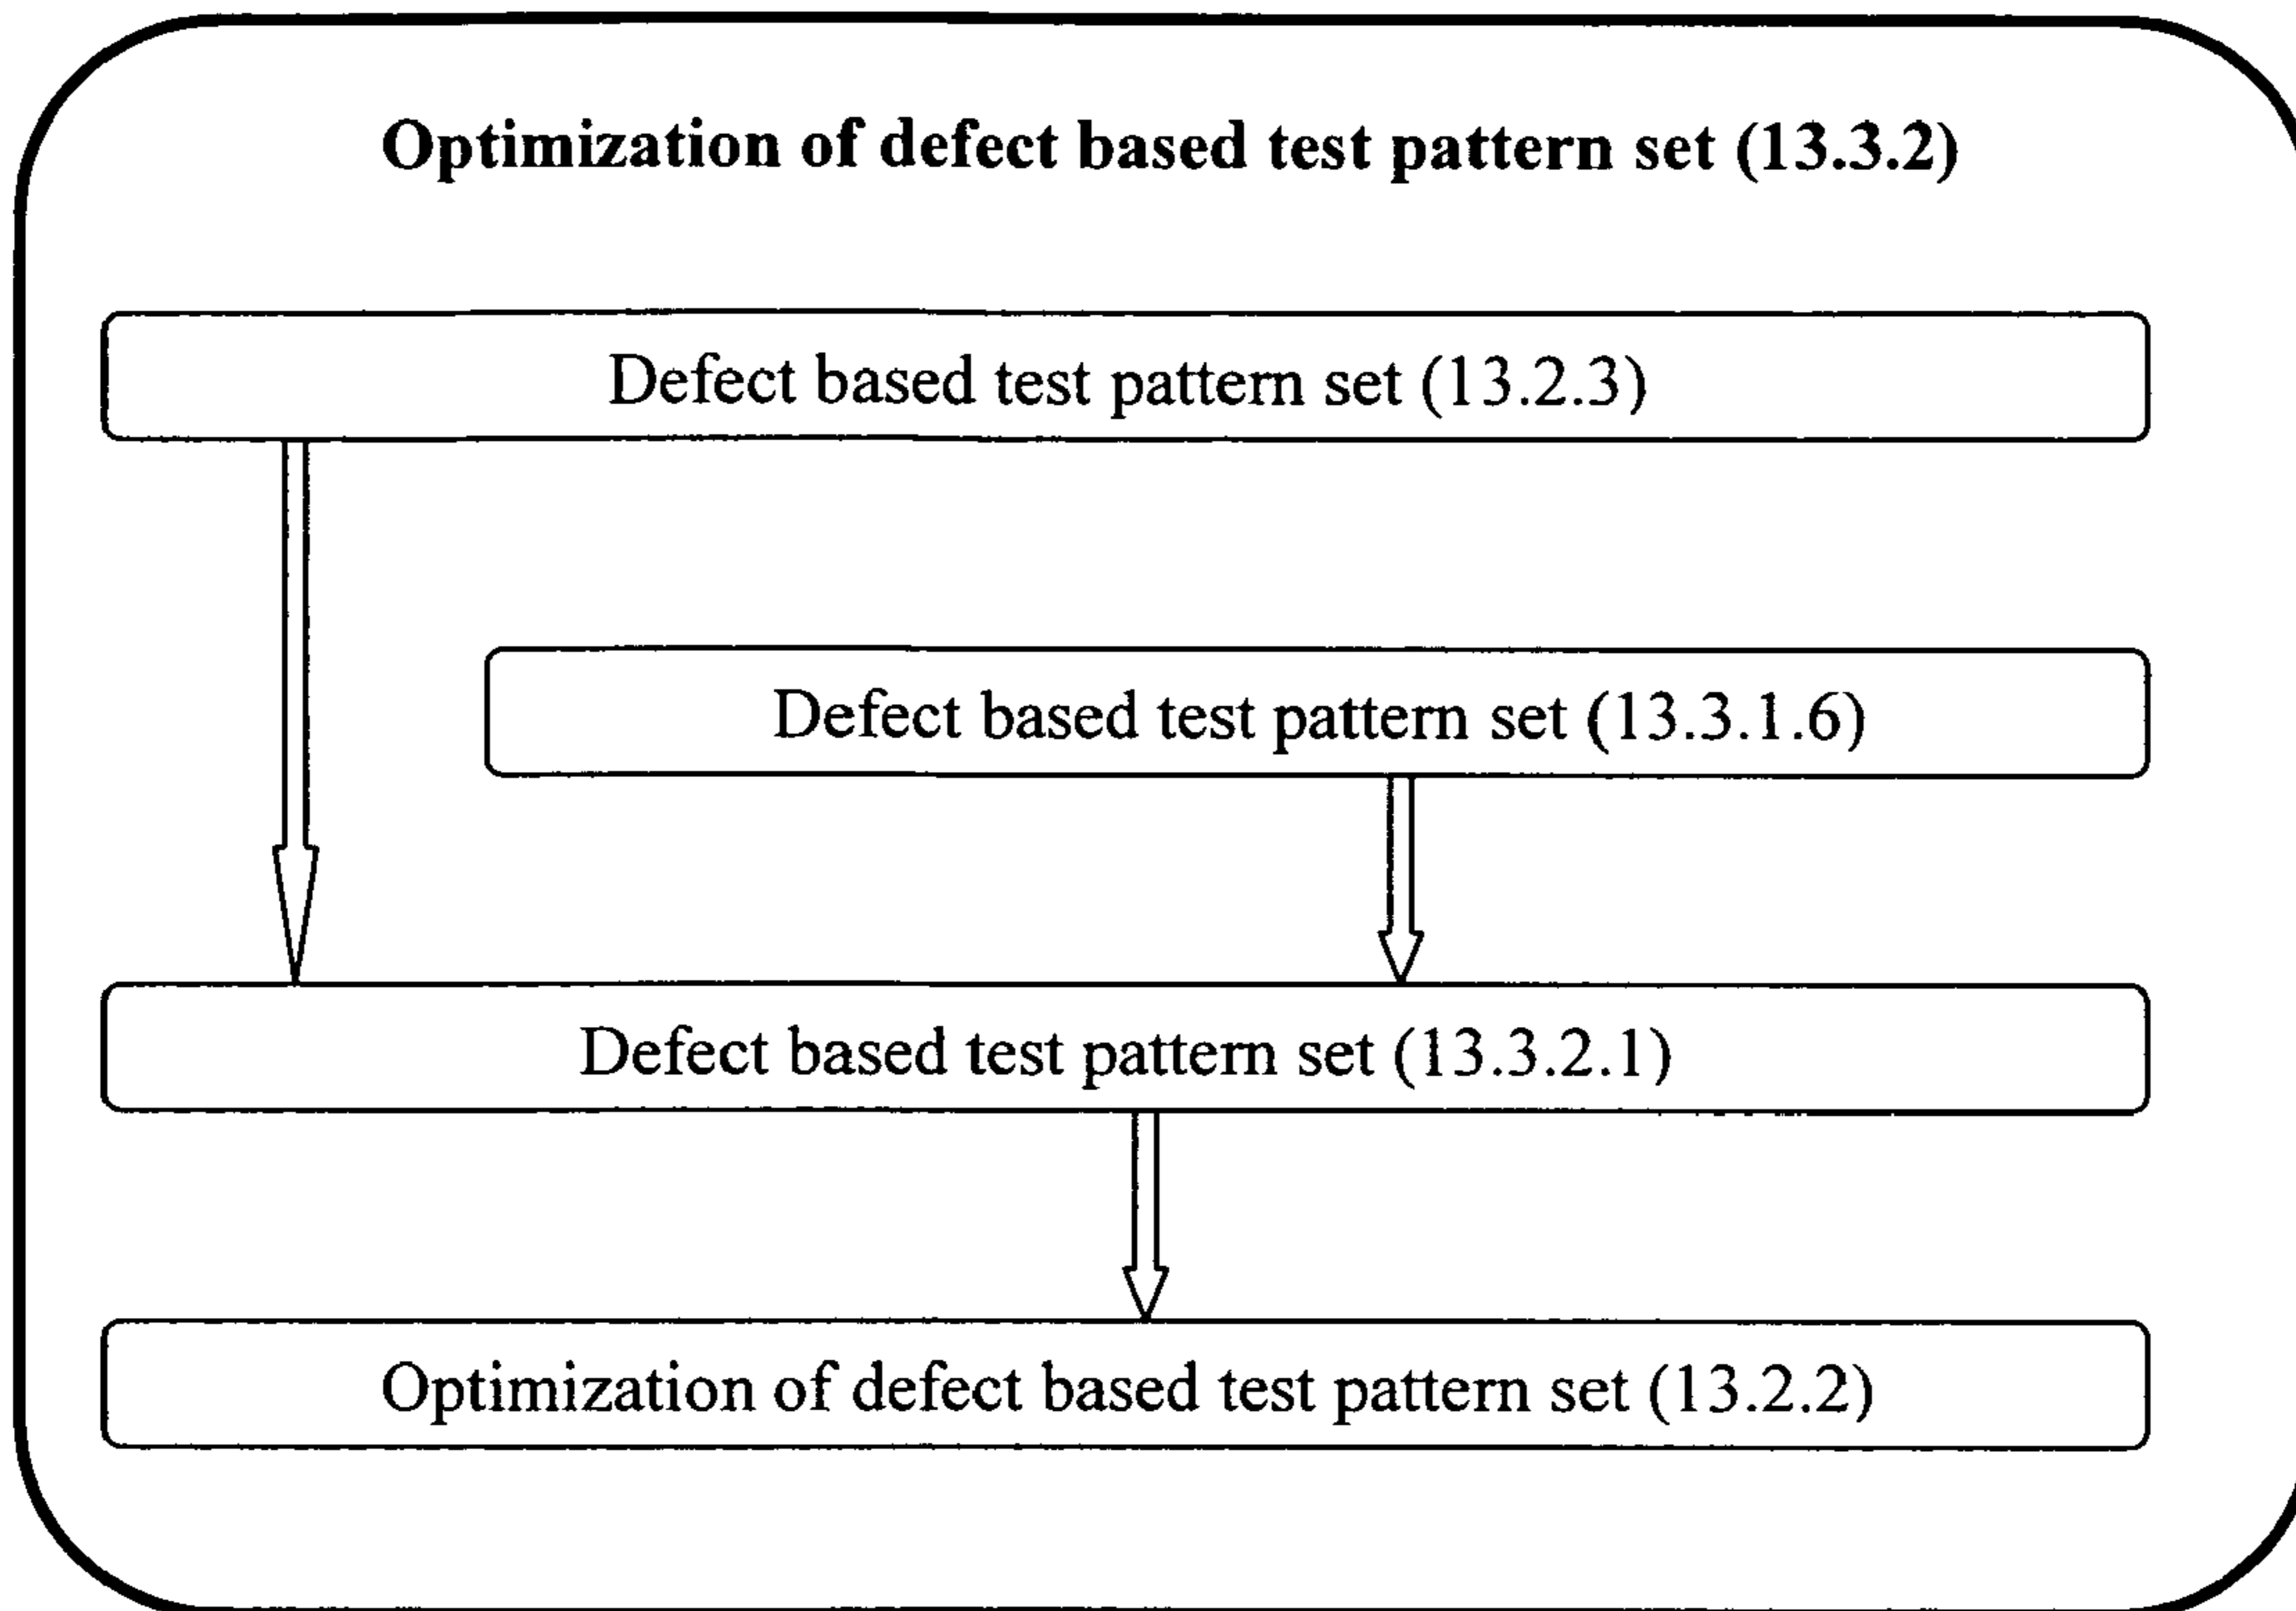 Optimization of defect based test pattern set (13.3.2)
Defect based test pattern set (13.2.3)
Defect based test pattern set (13.3.1.6)
Defect based test pattern set (13.3.2.1)
Optimization of defect based test pattern set (13.2.2)